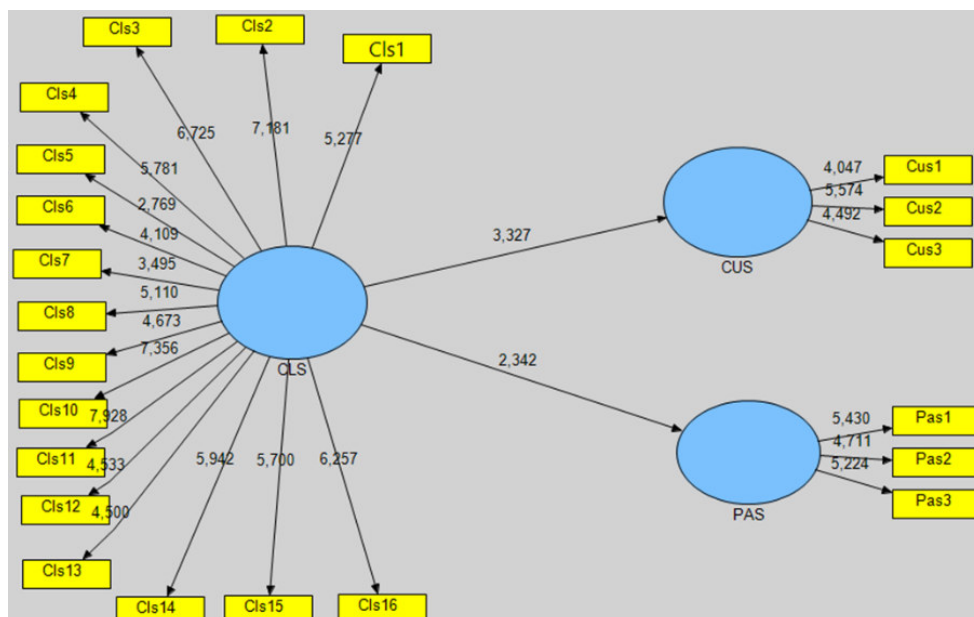 Cls3
Cls2
Cls1
Cls4
6,725
7,181
5,277
Cls5
5,781
Cls6
2,769
4,109
Cls7
3,495
5,110
Cls8
4,673
Cls9
7,356
CLS
Cls10
7,928
Cls11
4,533
Cls12
4,500
Cls13
5,942
5,700
6,257
Cls14
Cls15
Cls16
3,327
CUS
4,047
Cus1
5,574
Cus2
4,492
Cus3
2,342
PAS
5,430
Pas1
4,711
Pas2
5,224
Pas3